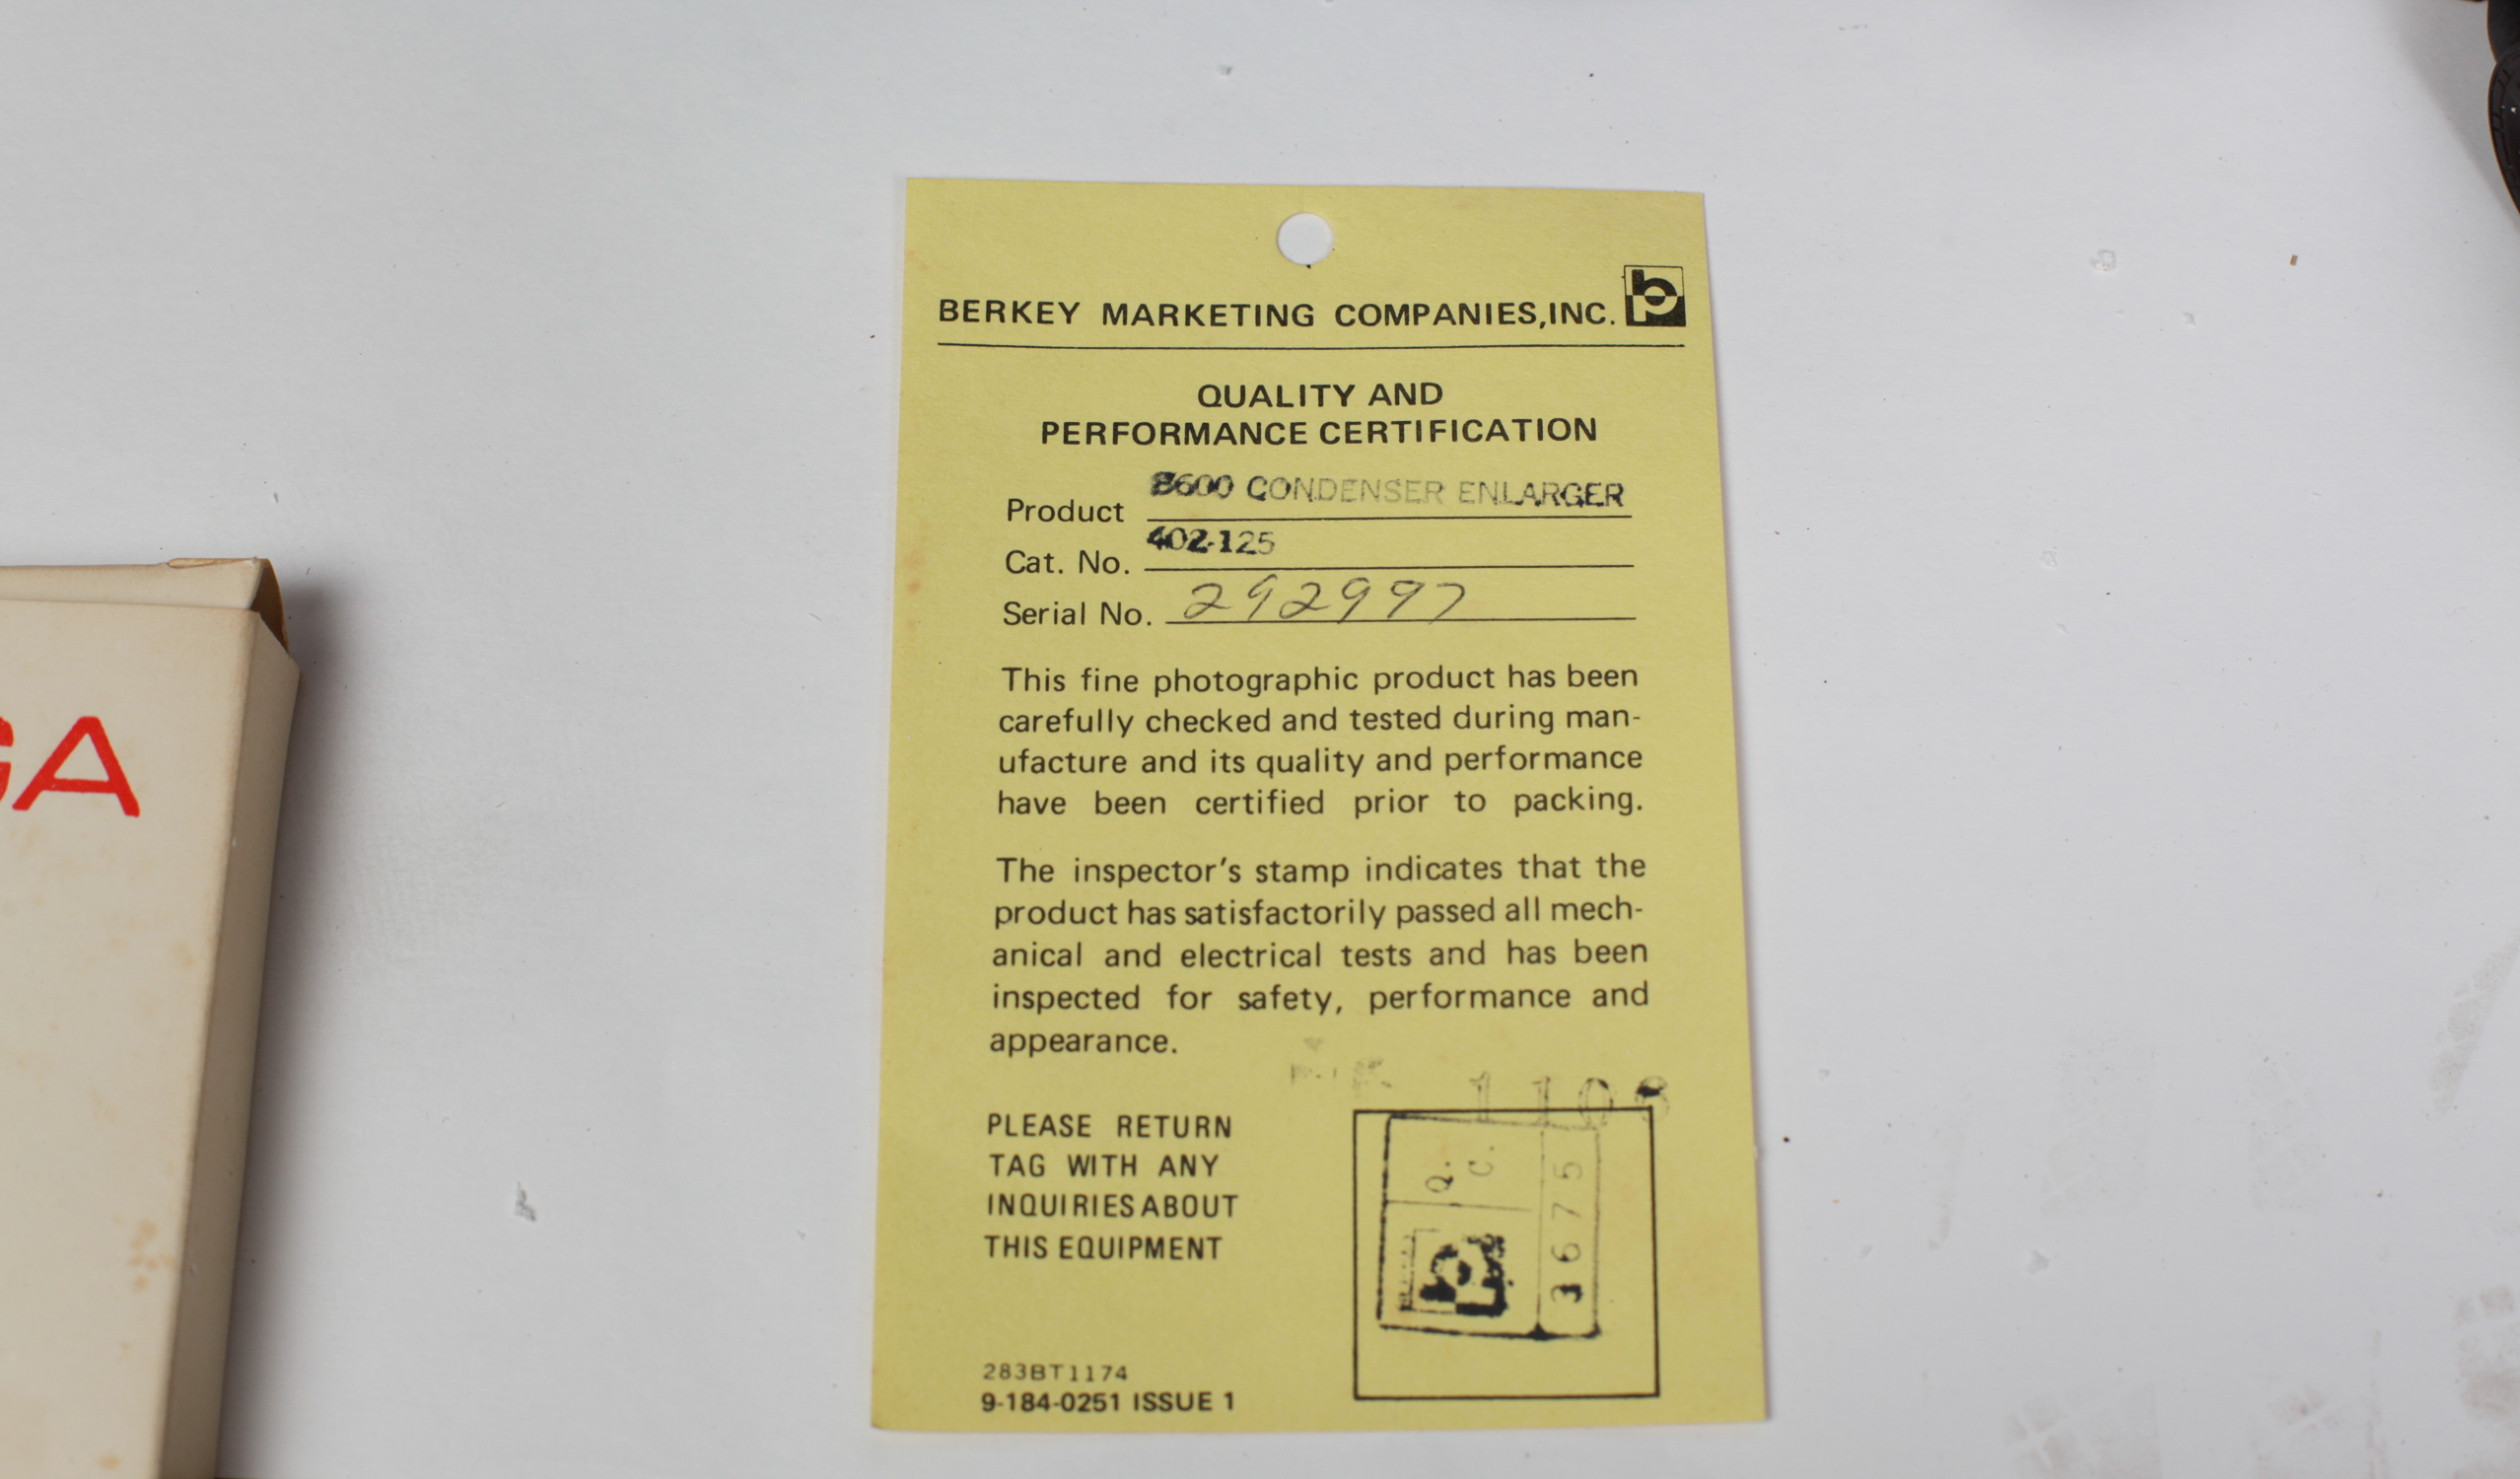 BERKEY MARKETING COMPANIES, INC.
QUALITY AND
PERFORMANCE CERTIFICATION
Product B600 CONDENSER ENLARGER
Cat. No. 402-125
Serial No. 292997
This fine photographic product has been
carefully checked and tested during man-
ufacture and its quality and performance
have been certified prior to packing.
The inspector's stamp indicates that the
product has satisfactorily passed all mech-
anical and electrical tests and has been
inspected for safety, performance and
appearance.
PLEASE RETURN
TAG WITH ANY
INQUIRIES ABOUT
THIS EQUIPMENT
Q. C.
3675
283BT1174
9-184-0251 ISSUE 1
GA